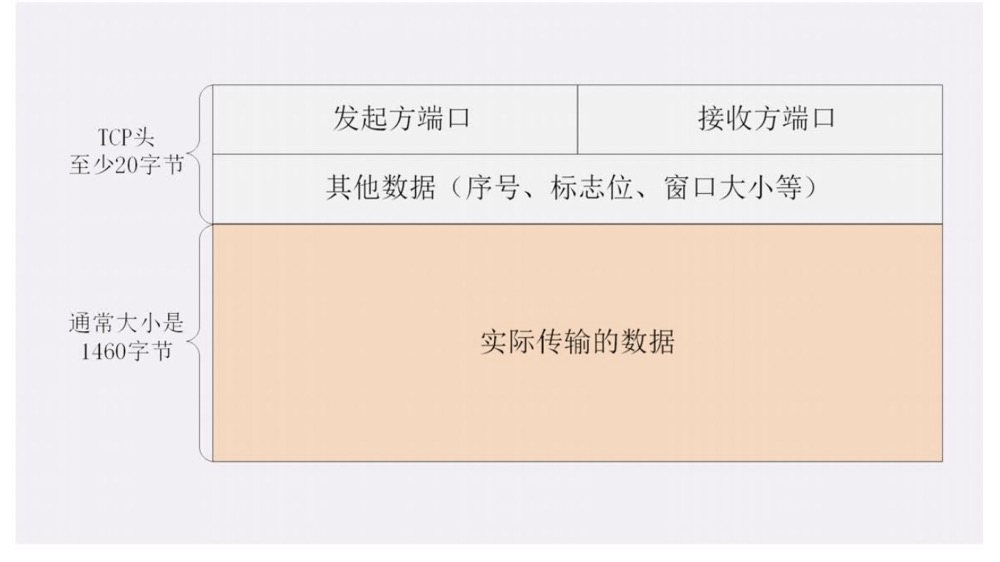 发起方端口
接收方端口
TCP头
至少20字节
其他数据（序号、标志位、窗口大小等）
通常大小是
1460字节
实际传输的数据